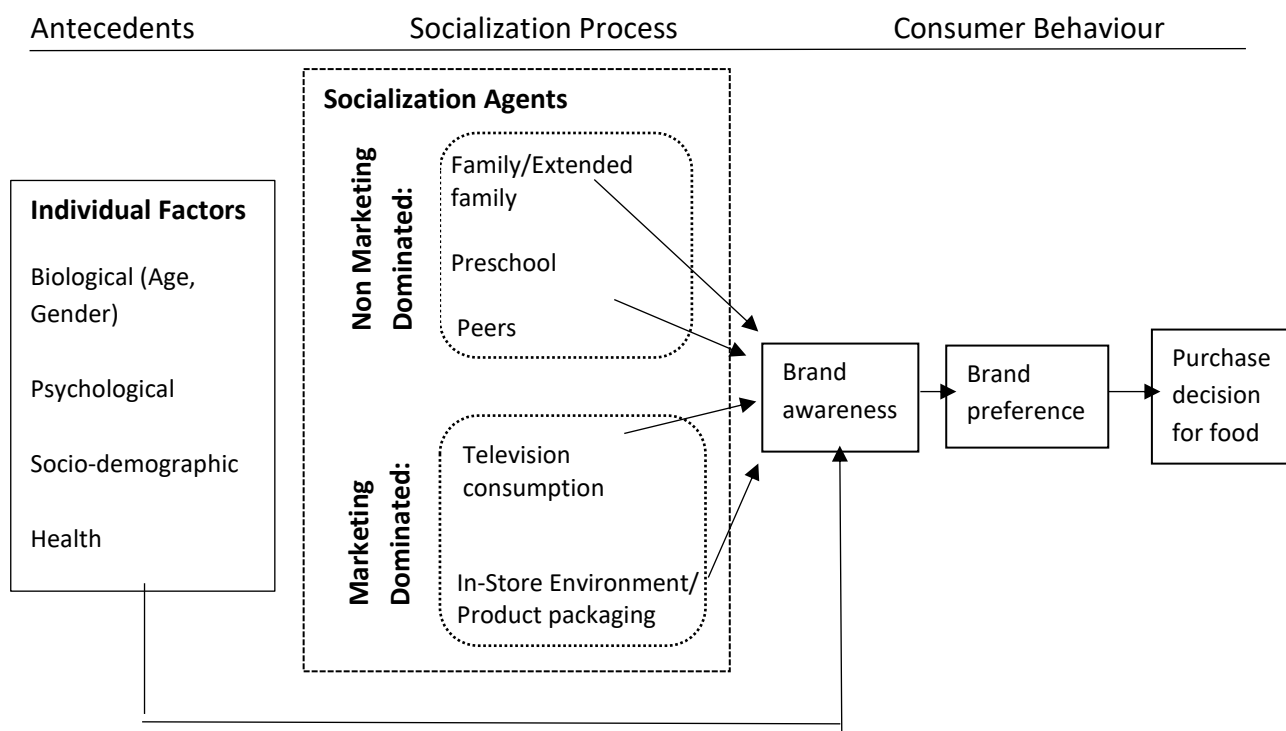 Antecedents
Socialization Process
Consumer Behaviour
Individual Factors
Biological (Age,
Gender)
Psychological
Socio-demographic
Health
Socialization Agents
Non Marketing
Dominated:
Family/Extended
family
Preschool
Peers
Marketing
Dominated:
Television
consumption
In-Store Environment/
Product packaging
Brand
awareness
Brand
preference
Purchase
decision
for food